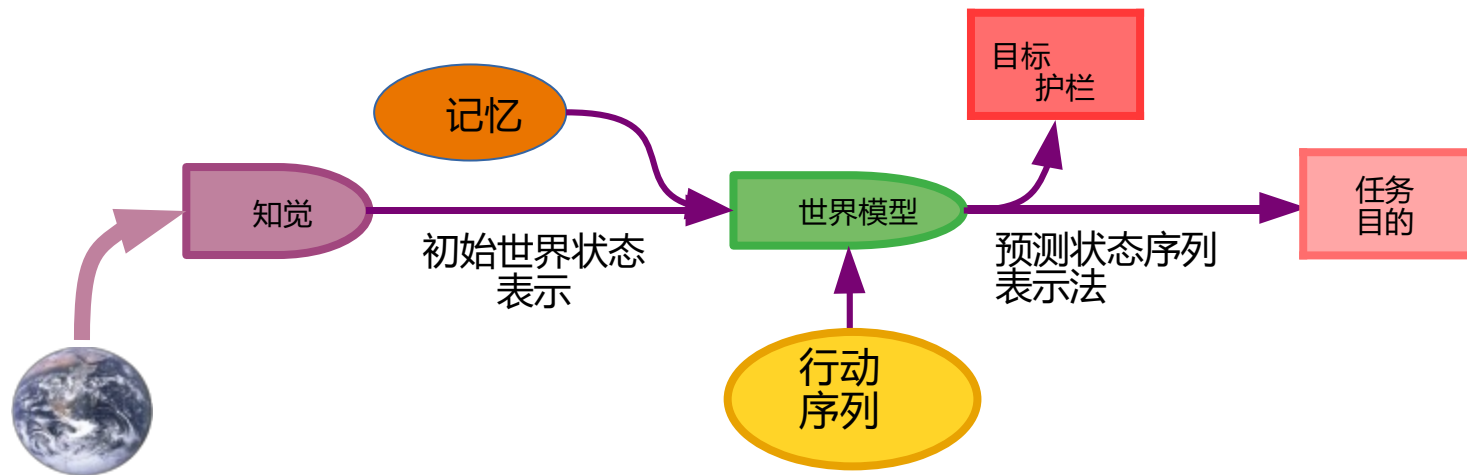 目标
护栏
记忆
知觉
世界模型
任务
目的
初始世界状态
表示
预测状态序列
表示法
行动
序列